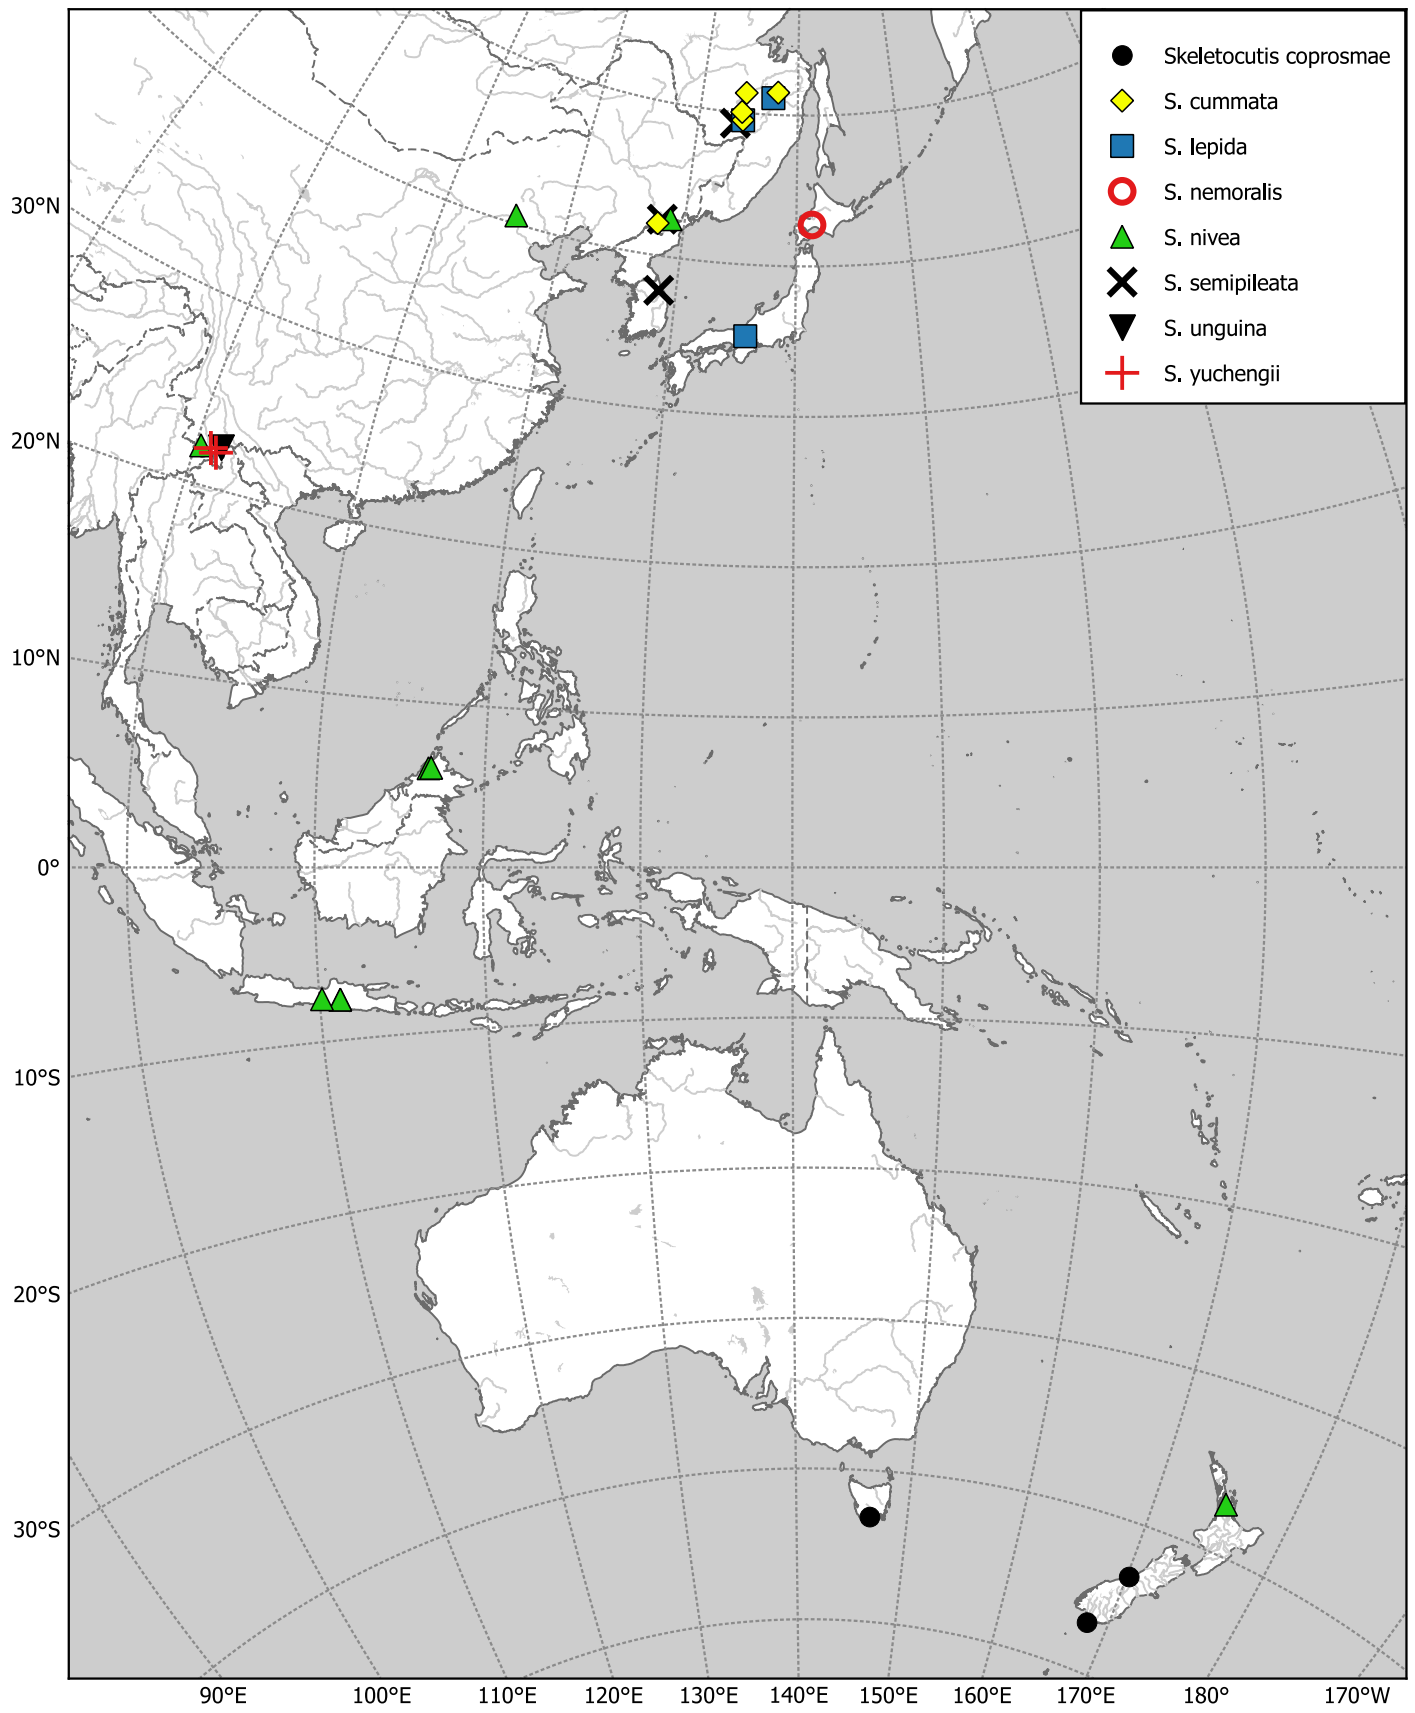 Skeletocutis coprosmae
S. cummata
S. lepida
S. nemoralis
S. nivea
S. semipileata
S. unguina
S. yuchengii
30°N
20°N
10°N
0°
10°S
20°S
30°S
90°E 100°E 110°E 120°E 130°E 140°E 150°E 160°E 170°E 180° 170°W